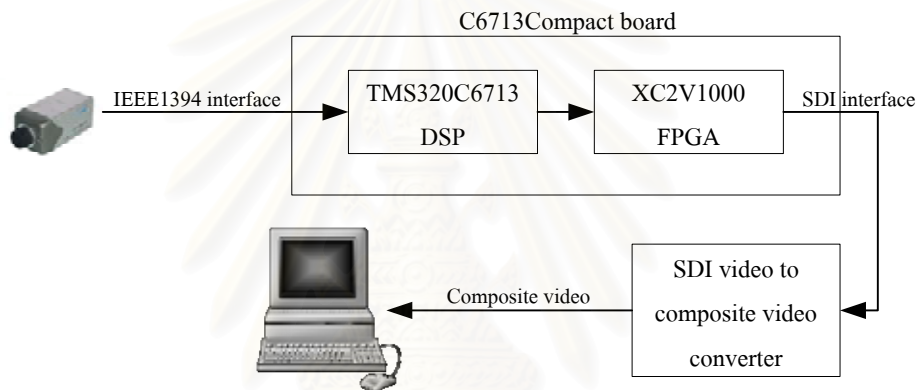 C6713Compact board
IEEE1394 interface
TMS320C6713
DSP
XC2V1000
FPGA
SDI interface
Composite video
SDI video to
composite video
converter